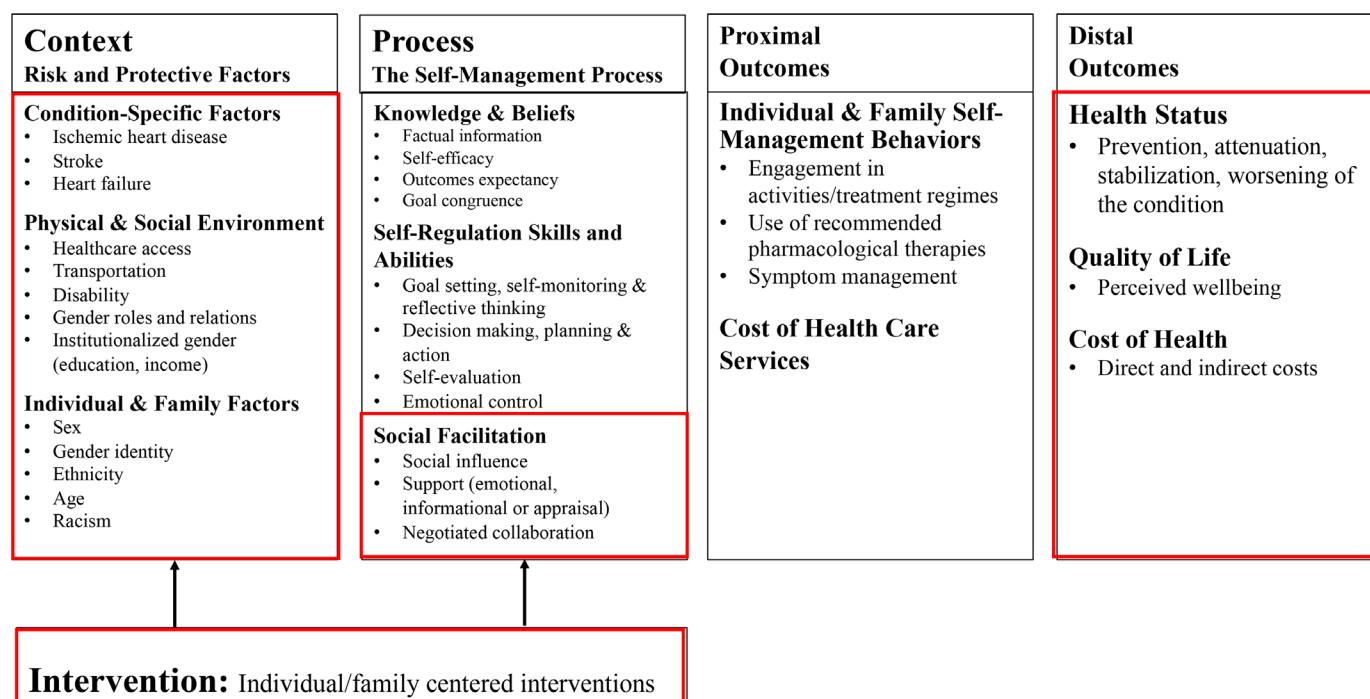 Context
Risk and Protective Factors
Condition-Specific Factors
• Ischemic heart disease
• Stroke
• Heart failure
Physical & Social Environment
• Healthcare access
• Transportation
• Disability
• Gender roles and relations
• Institutionalized gender
(education, income)
Individual & Family Factors
• Sex
• Gender identity
• Ethnicity
• Age
• Racism
Process
The Self-Management Process
Knowledge & Beliefs
• Factual information
• Self-efficacy
• Outcomes expectancy
• Goal congruence
Self-Regulation Skills and
Abilities
• Goal setting, self-monitoring &
reflective thinking
• Decision making, planning &
action
• Self-evaluation
• Emotional control
Social Facilitation
• Social influence
• Support (emotional,
informational or appraisal)
• Negotiated collaboration
Proximal
Outcomes
Individual & Family Self-
Management Behaviors
• Engagement in
activities/treatment regimes
• Use of recommended
pharmacological therapies
• Symptom management
Cost of Health Care
Services
Distal
Outcomes
Health Status
• Prevention, attenuation,
stabilization, worsening of
the condition
Quality of Life
• Perceived wellbeing
Cost of Health
• Direct and indirect costs
Intervention: Individual/family centered interventions